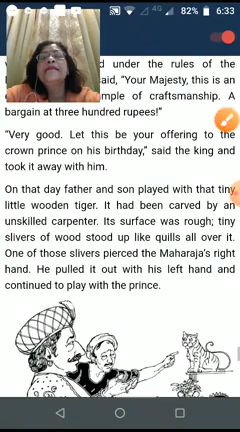 4G 82% 6:33
d under the rules of the
said, "Your Majesty, this is an
mple of craftsmanship. A
bargain at three hundred rupees!"
"Very good. Let this be your offering to the
crown prince on his birthday," said the king and
took it away with him.
On that day father and son played with that tiny
little wooden tiger. It had been carved by an
unskilled carpenter. Its surface was rough; tiny
slivers of wood stood up like quills all over it.
One of those slivers pierced the Maharaja's right
hand. He pulled it out with his left hand and
continued to play with the prince.